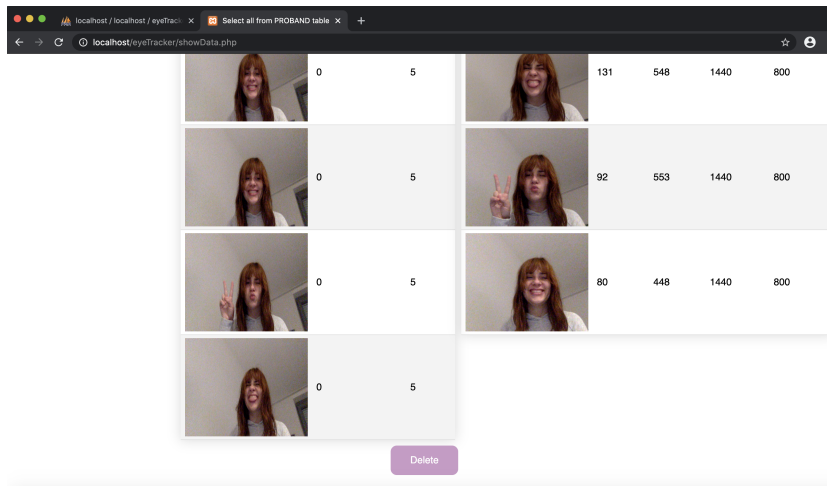 localhost / localhost / eyeTrack
Select all from PROBAND table
localhost/eyeTracker/showData.php
0 5 131 548 1440 800
0 5 92 553 1440 800
0 5 80 448 1440 800
0 5
Delete